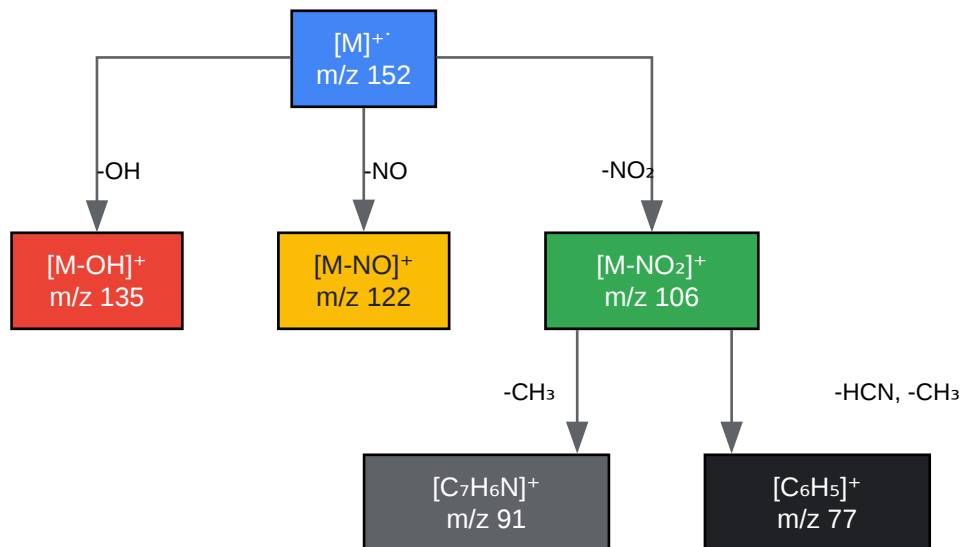 [M]⁺˙
m/z 152
-OH
-NO
-NO₂
[M-OH]⁺
m/z 135
[M-NO]⁺
m/z 122
[M-NO₂]⁺
m/z 106
-CH₃
-HCN, -CH₃
[C₇H₆N]⁺
m/z 91
[C₆H₅]⁺
m/z 77